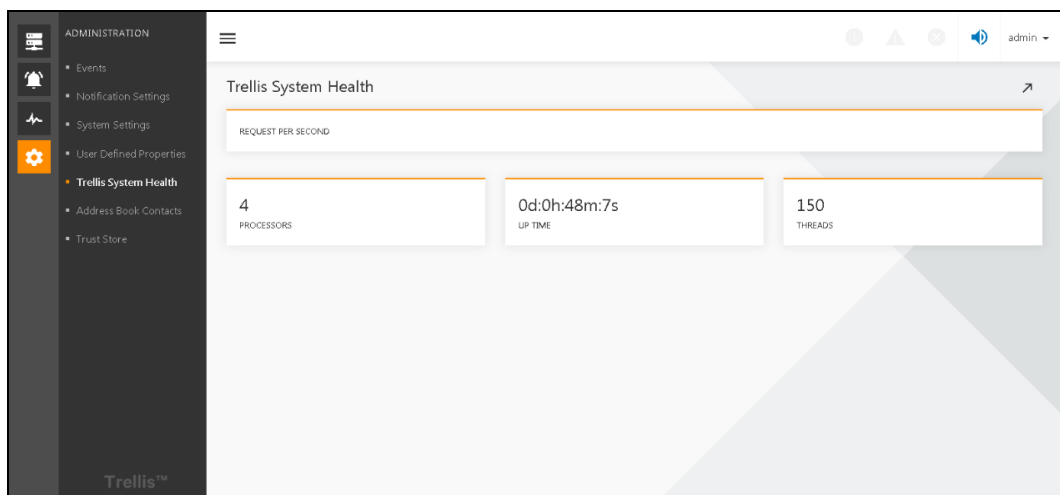 ADMINISTRATION
Events
Notification Settings
System Settings
User Defined Properties
Trellis System Health
Address Book Contacts
Trust Store
Trellis™
admin
Trellis System Health
REQUEST PER SECOND
4
PROCESSORS
0d:0h:48m:7s
UP TIME
150
THREADS